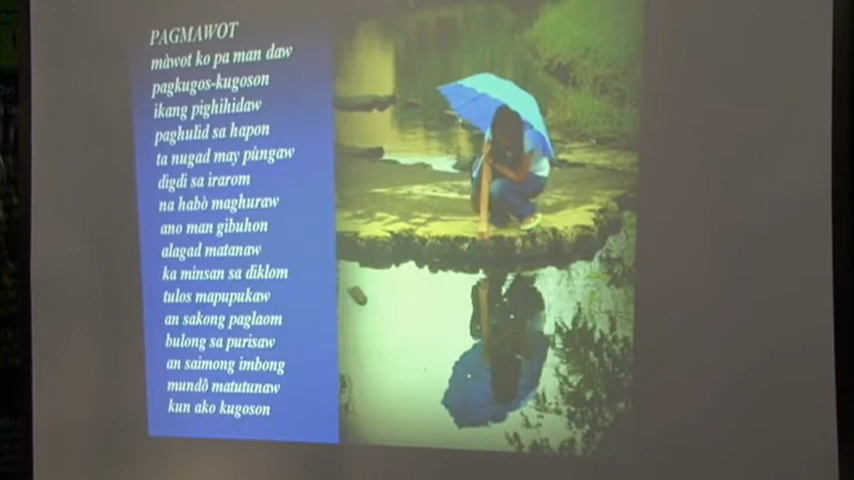 PAGMAWOT
màwot ko pa man daw
pagkugos-kugoson
ikang pighihidaw
paghulid sa hapon
ta nugad may pùngaw
digdi sa irarom
na habò maghuraw
ano man gibuhon
alagad matanaw
ka minsan sa diklom
tulos mapupukaw
an sakong paglaom
bulong sa purisaw
an saimong imbong
mundô matutunaw
kun ako kugoson